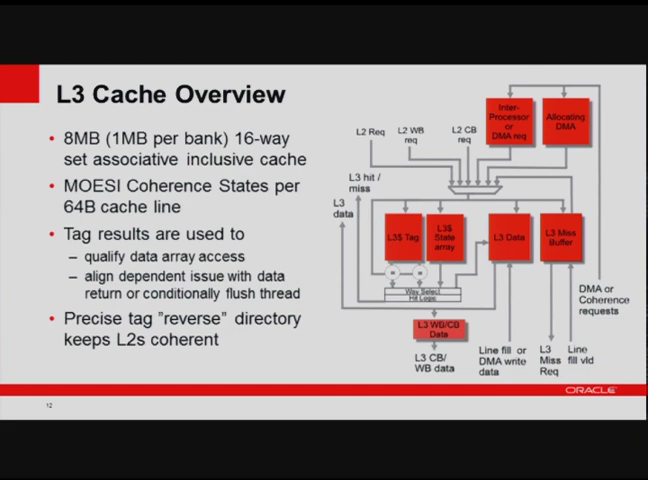 L3 Cache Overview
• 8MB (1MB per bank) 16-way
set associative inclusive cache
• MOESI Coherence States per
64B cache line
• Tag results are used to
– qualify data array access
– align dependent issue with data
return or conditionally flush thread
• Precise tag "reverse" directory
keeps L2s coherent
Inter-
Processor
or
DMA req
Allocating
DMA
L2 Req
L2 WB
req
L2 CB
req
L3 hit /
miss
L3
data
L3$ Tag
L3$
State
array
L3 Data
L3 Miss
Buffer
=
=
Way Select
Hit Logic
DMA or
Coherence
requests
L3 WB/CB
Data
L3 CB/
WB data
Line fill or
DMA write
data
L3
Miss
Req
Line
fill vld
ORACLE
12